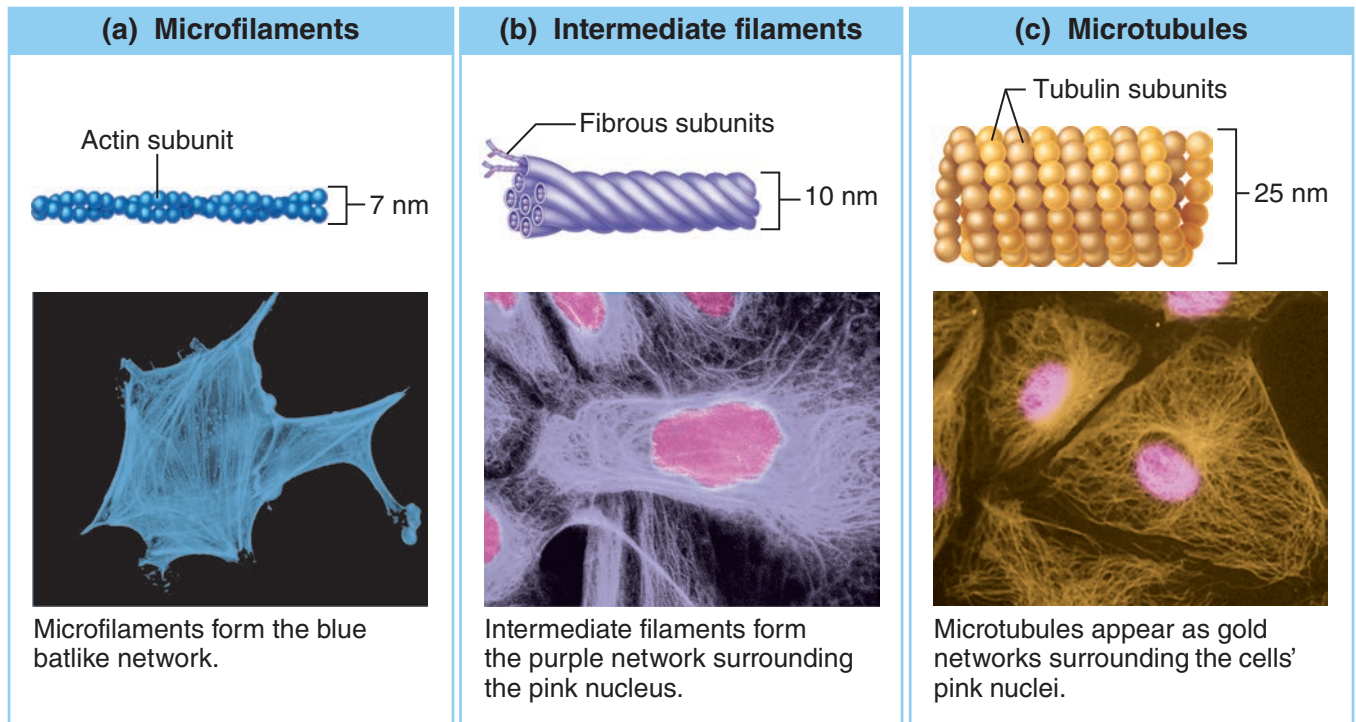 (a) Microfilaments
Actin subunit
7 nm
Microfilaments form the blue
batlike network.
(b) Intermediate filaments
Fibrous subunits
10 nm
Intermediate filaments form
the purple network surrounding
the pink nucleus.
(c) Microtubules
Tubulin subunits
25 nm
Microtubules appear as gold
networks surrounding the cells’
pink nuclei.